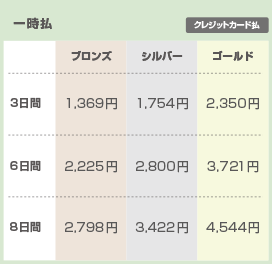 一時払 クレジットカード払
ブロンズ シルバー ゴールド
3日間 1,369円 1,754円 2,350円
6日間 2,225円 2,800円 3,721円
8日間 2,798円 3,422円 4,544円